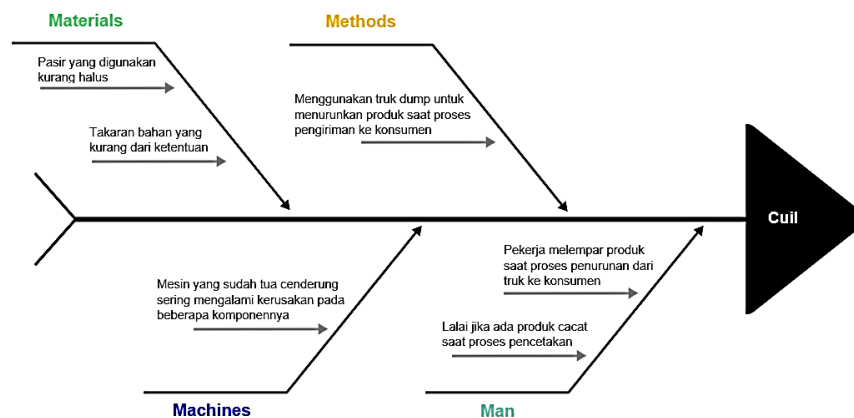 Materials
Methods
Pasir yang digunakan
kurang halus
Menggunakan truk dump untuk
menurunkan produk saat proses
pengiriman ke konsumen
Takaran bahan yang
kurang dari ketentuan
Cuil
Mesin yang sudah tua cenderung
sering mengalami kerusakan pada
beberapa komponennya
Pekerja melempar produk
saat proses penurunan dari
truk ke konsumen
Lalai jika ada produk cacat
saat proses pencetakan
Machines
Man